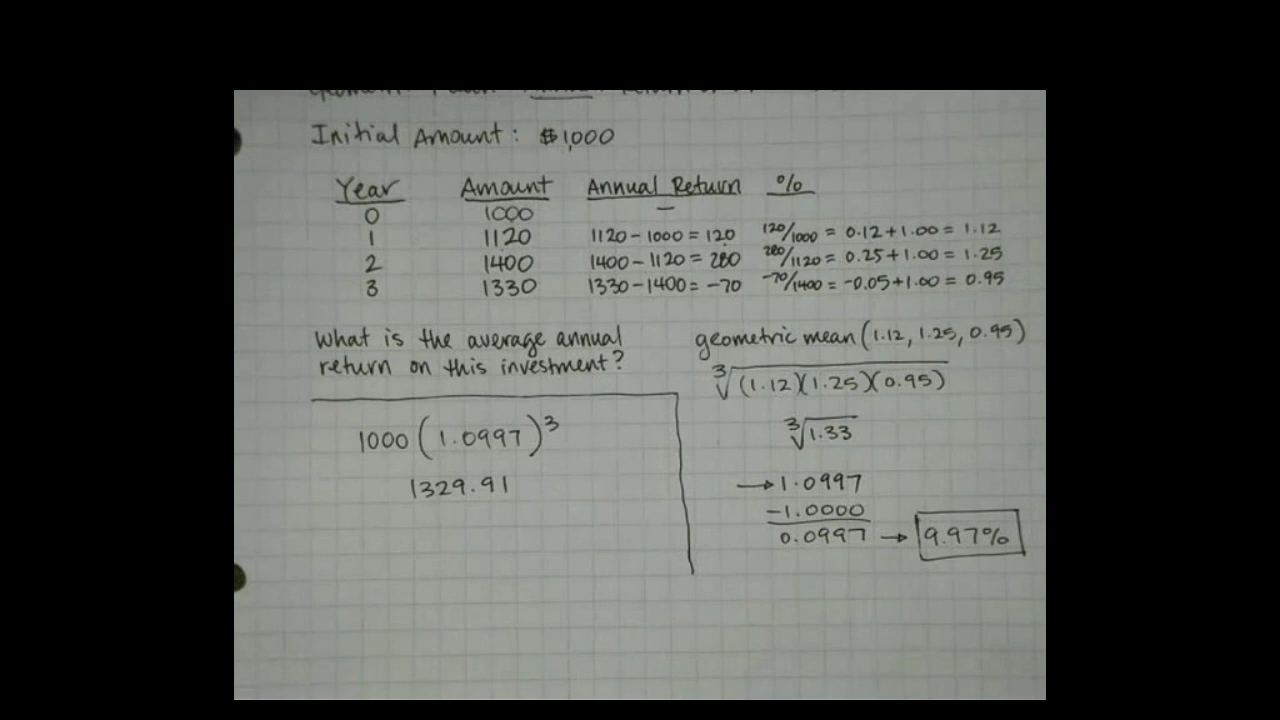 Initial Amount: $1,000
Year Amount Annual Return %
0 1000 —
1 1120 1120 - 1000 = 120 120/1000 = 0.12 + 1.00 = 1.12
2 1400 1400 - 1120 = 280 280/1120 = 0.25 + 1.00 = 1.25
3 1330 1330 - 1400 = -70 -70/1400 = -0.05 + 1.00 = 0.95
What is the average annual
return on this investment?
1000(1.0997)³
1329.91
geometric mean (1.12, 1.25, 0.95)
∛(1.12)(1.25)(0.95)
∛1.33
→ 1.0997
-1.0000
0.0997 → 9.97%